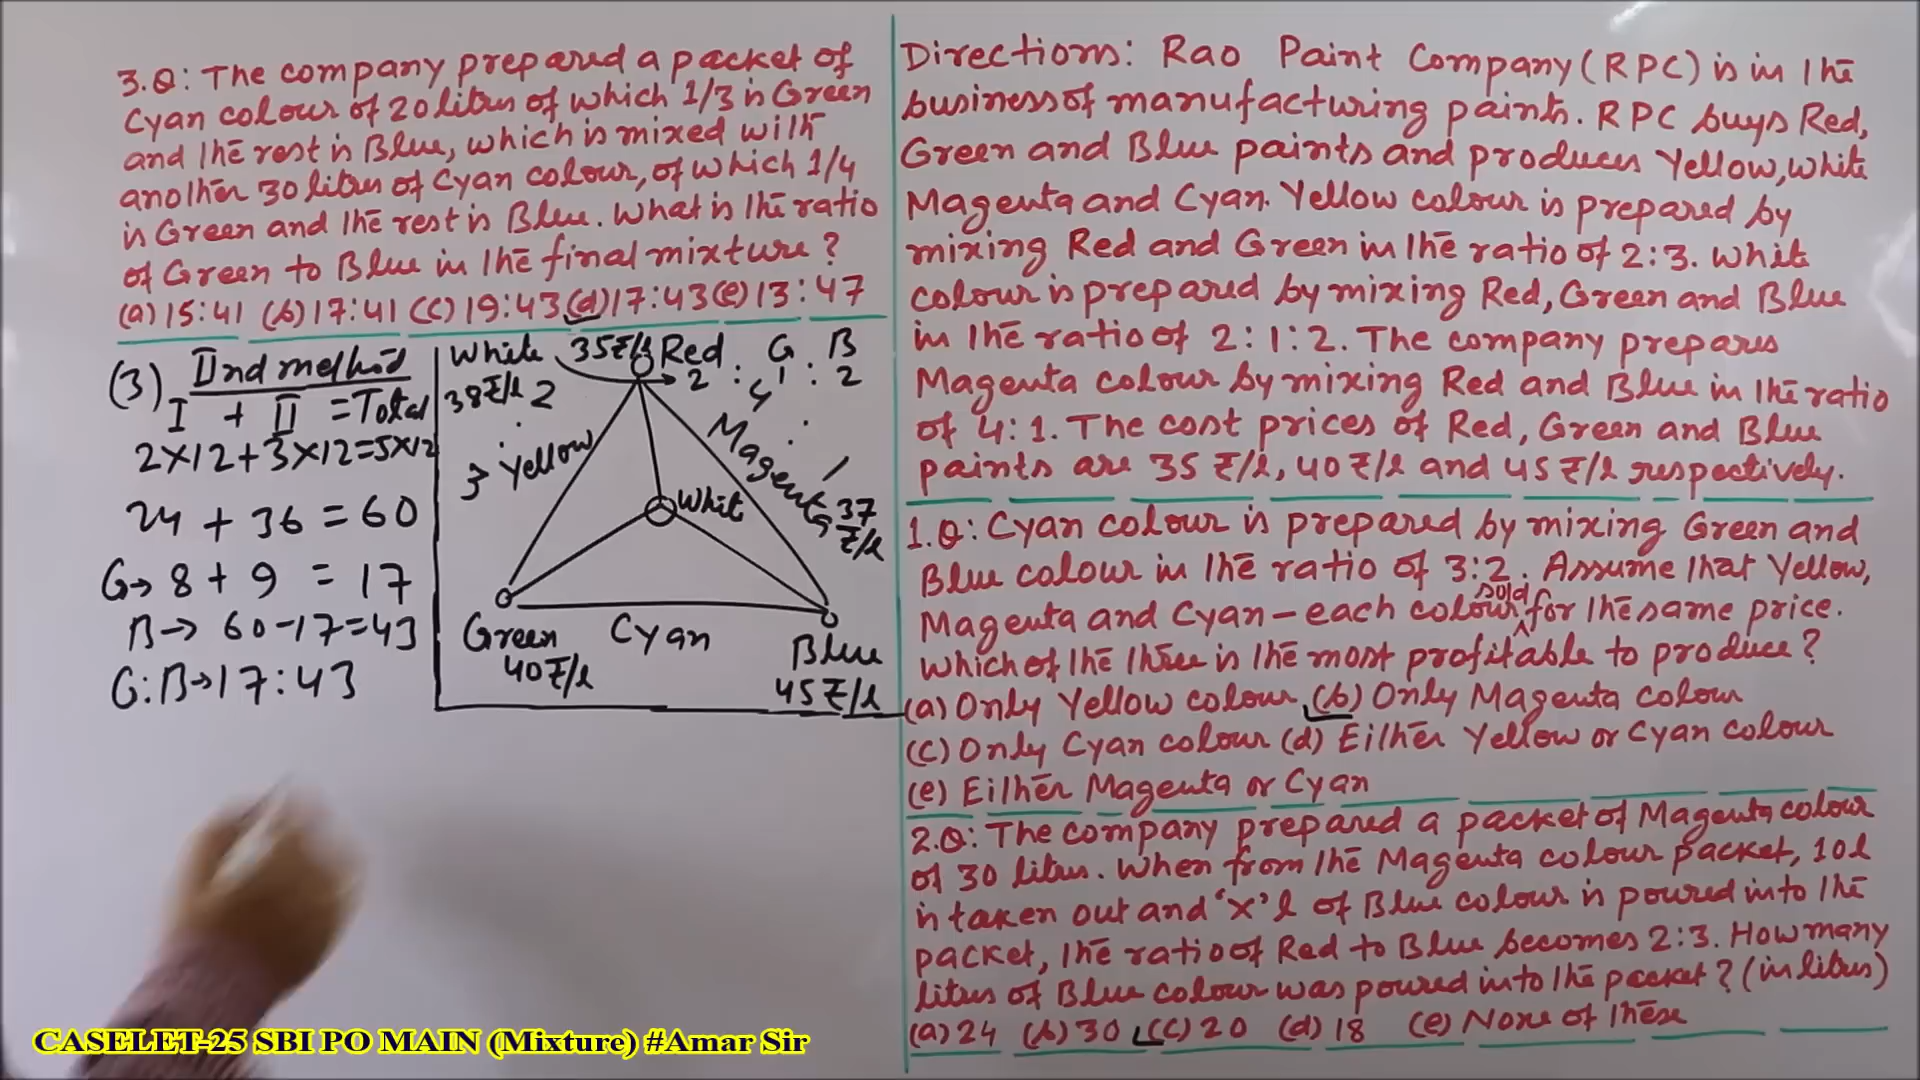 3.Q: The company prepared a packet of
Cyan colour of 20 litres of which 1/3 is Green
and the rest is Blue, which is mixed with
another 30 litres of Cyan colour, of which 1/4
is Green and the rest is Blue. What is the ratio
of Green to Blue in the final mixture?
(a) 15:41 (b) 17:41 (c) 19:43 (d) 17:43 (e) 13:47
(3) IInd method
I + II = Total
2×12+3×12=5×12
24 + 36 = 60
G→ 8 + 9 = 17
B→ 60-17=43
G:B→17:43
White 35₹/l Red : G : B
38₹/l 2 : 1 : 2
2 : 3 Yellow
4 : 1 Magenta 37 ₹/l
White
Green Cyan Blue
40₹/l 45₹/l
Directions: Rao Paint Company (RPC) is in the
business of manufacturing paints. RPC buys Red,
Green and Blue paints and produces Yellow, White
Magenta and Cyan. Yellow colour is prepared by
mixing Red and Green in the ratio of 2:3. White
colour is prepared by mixing Red, Green and Blue
in the ratio of 2:1:2. The company prepares
Magenta colour by mixing Red and Blue in the ratio
of 4:1. The cost prices of Red, Green and Blue
paints are 35 ₹/l, 40 ₹/l and 45 ₹/l respectively.
1.Q: Cyan colour is prepared by mixing Green and
Blue colour in the ratio of 3:2. Assume that Yellow,
Magenta and Cyan - each colour sold for the same price.
Which of the three is the most profitable to produce?
(a) Only Yellow colour (b) Only Magenta colour
(c) Only Cyan colour (d) Either Yellow or Cyan colour
(e) Either Magenta or Cyan
2.Q: The company prepared a packet of Magenta colour
of 30 litres. When from the Magenta colour packet, 10l
is taken out and 'x' l of Blue colour is poured into the
packet, the ratio of Red to Blue becomes 2:3. How many
litres of Blue colour was poured into the packet? (in litres)
(a) 24 (b) 30 (c) 20 (d) 18 (e) None of these
CASELET-25 SBI PO MAIN (Mixture) #Amar Sir